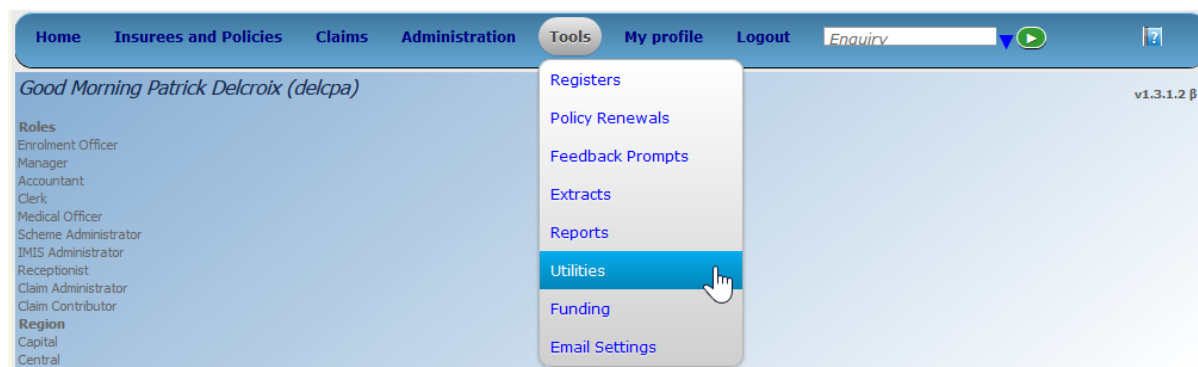 Home Insurees and Policies Claims Administration Tools My profile Logout Enquiry
Good Morning Patrick Delcroix (delcpa)
v1.3.1.2 β
Roles
Enrolment Officer
Manager
Accountant
Clerk
Medical Officer
Scheme Administrator
IMIS Administrator
Receptionist
Claim Administrator
Claim Contributor
Region
Capital
Central
Registers
Policy Renewals
Feedback Prompts
Extracts
Reports
Utilities
Funding
Email Settings